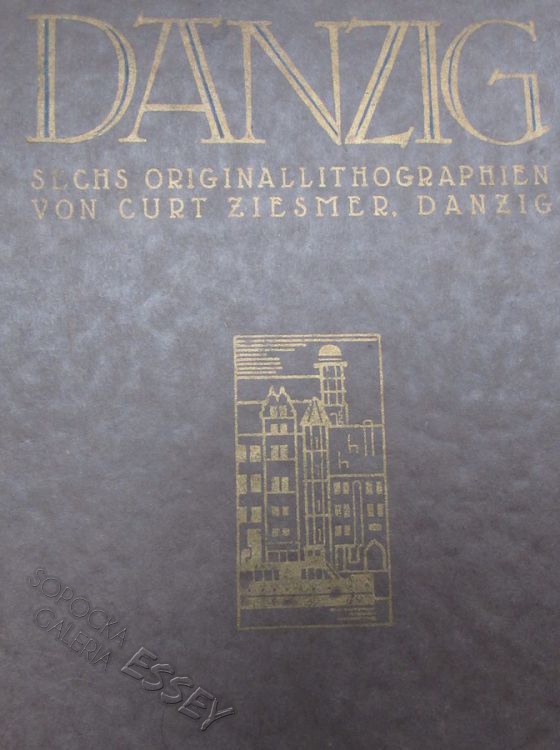 DANZIG
SECHS ORIGINALLITHOGRAPHIEN
VON CURT ZIESMER, DANZIG
SOPOCKA
GALERIA
ESSEY